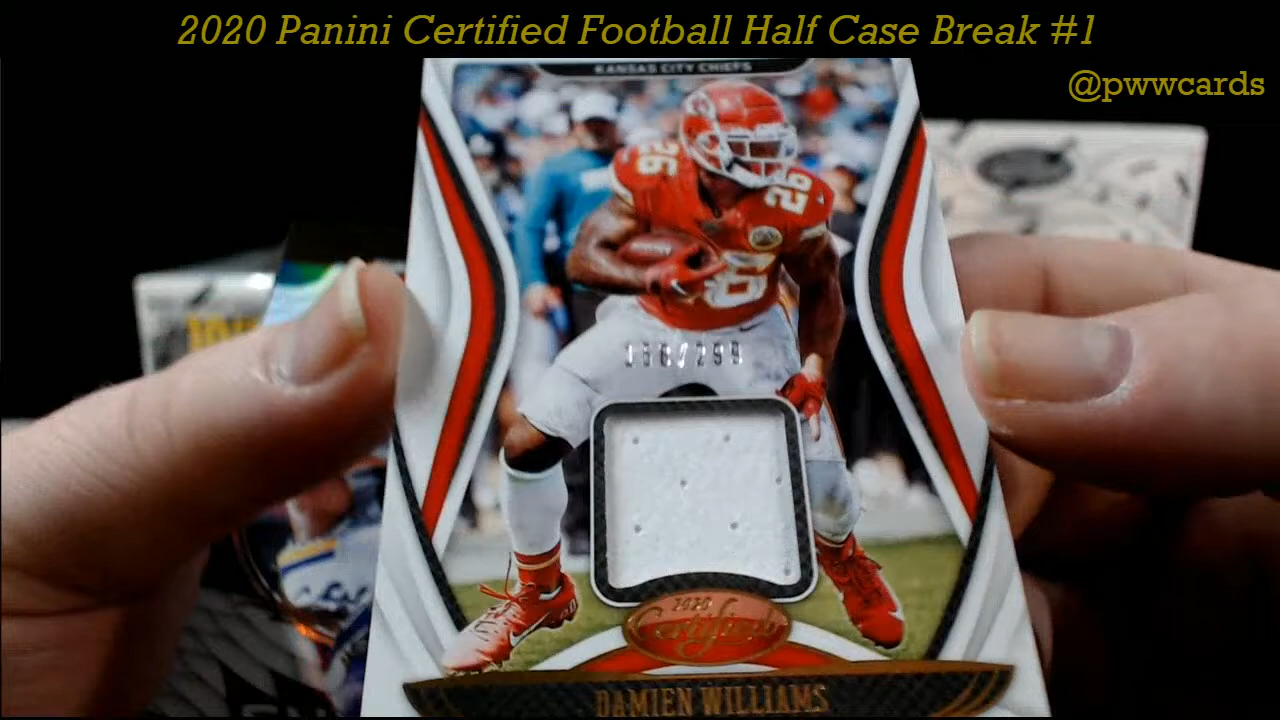 2020 Panini Certified Football Half Case Break #1
@pwwcards
KANSAS CITY CHIEFS
26
26
26
/299
2020
Certified
DAMIEN WILLIAMS